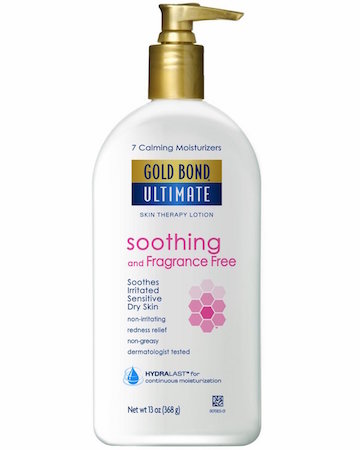 7 Calming Moisturizers
GOLD BOND
ULTIMATE
SKIN THERAPY LOTION
soothing
and Fragrance Free
Soothes
Irritated
Sensitive
Dry Skin
non-irritating
redness relief
non-greasy
dermatologist tested
HYDRALAST™ for
continuous moisturization
Net wt 13 oz (368 g)